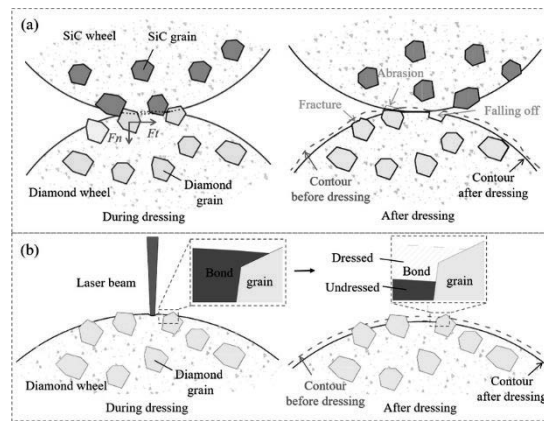 (a)
SiC wheel
SiC grain
Fn
Ft
Diamond wheel
Diamond
grain
During dressing
Abrasion
Fracture
Falling off
Contour
before dressing
Contour
after dressing
After dressing
(b)
Laser beam
Bond
grain
Diamond wheel
Diamond
grain
During dressing
Dressed
Bond
Undressed
grain
Contour
before dressing
Contour
after dressing
After dressing